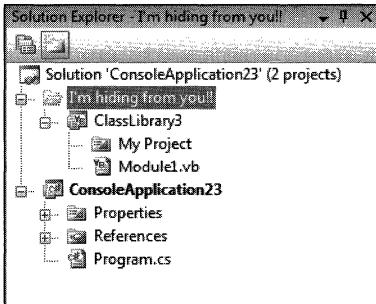 Solution Explorer - I'm hiding from you!!
Solution 'ConsoleApplication23' (2 projects)
I'm hiding from you!!
ClassLibrary3
My Project
Module1.vb
ConsoleApplication23
Properties
References
Program.cs